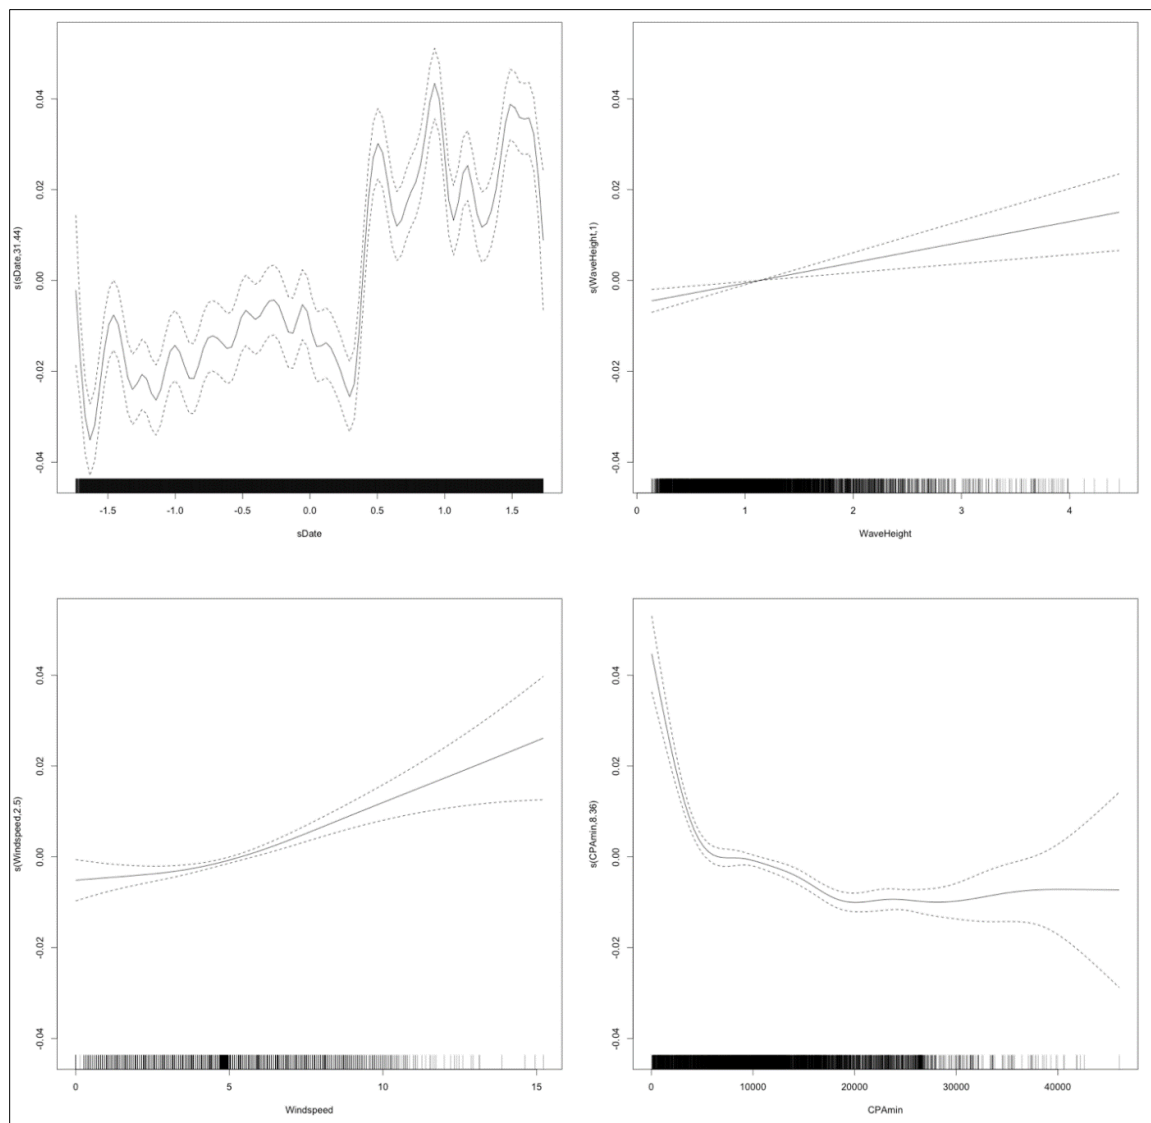 0.04
0.02
0.00
-0.02
-0.04
s(sDate,31.44)
-1.5 -1.0 -0.5 0.0 0.5 1.0 1.5
sDate
0.04
0.02
0.00
-0.02
-0.04
s(WaveHeight,1)
0 1 2 3 4
WaveHeight
0.04
0.02
0.00
-0.02
-0.04
s(Windspeed,2.5)
0 5 10 15
Windspeed
0.04
0.02
0.00
-0.02
-0.04
s(CPAmin,8.36)
0 10000 20000 30000 40000
CPAmin